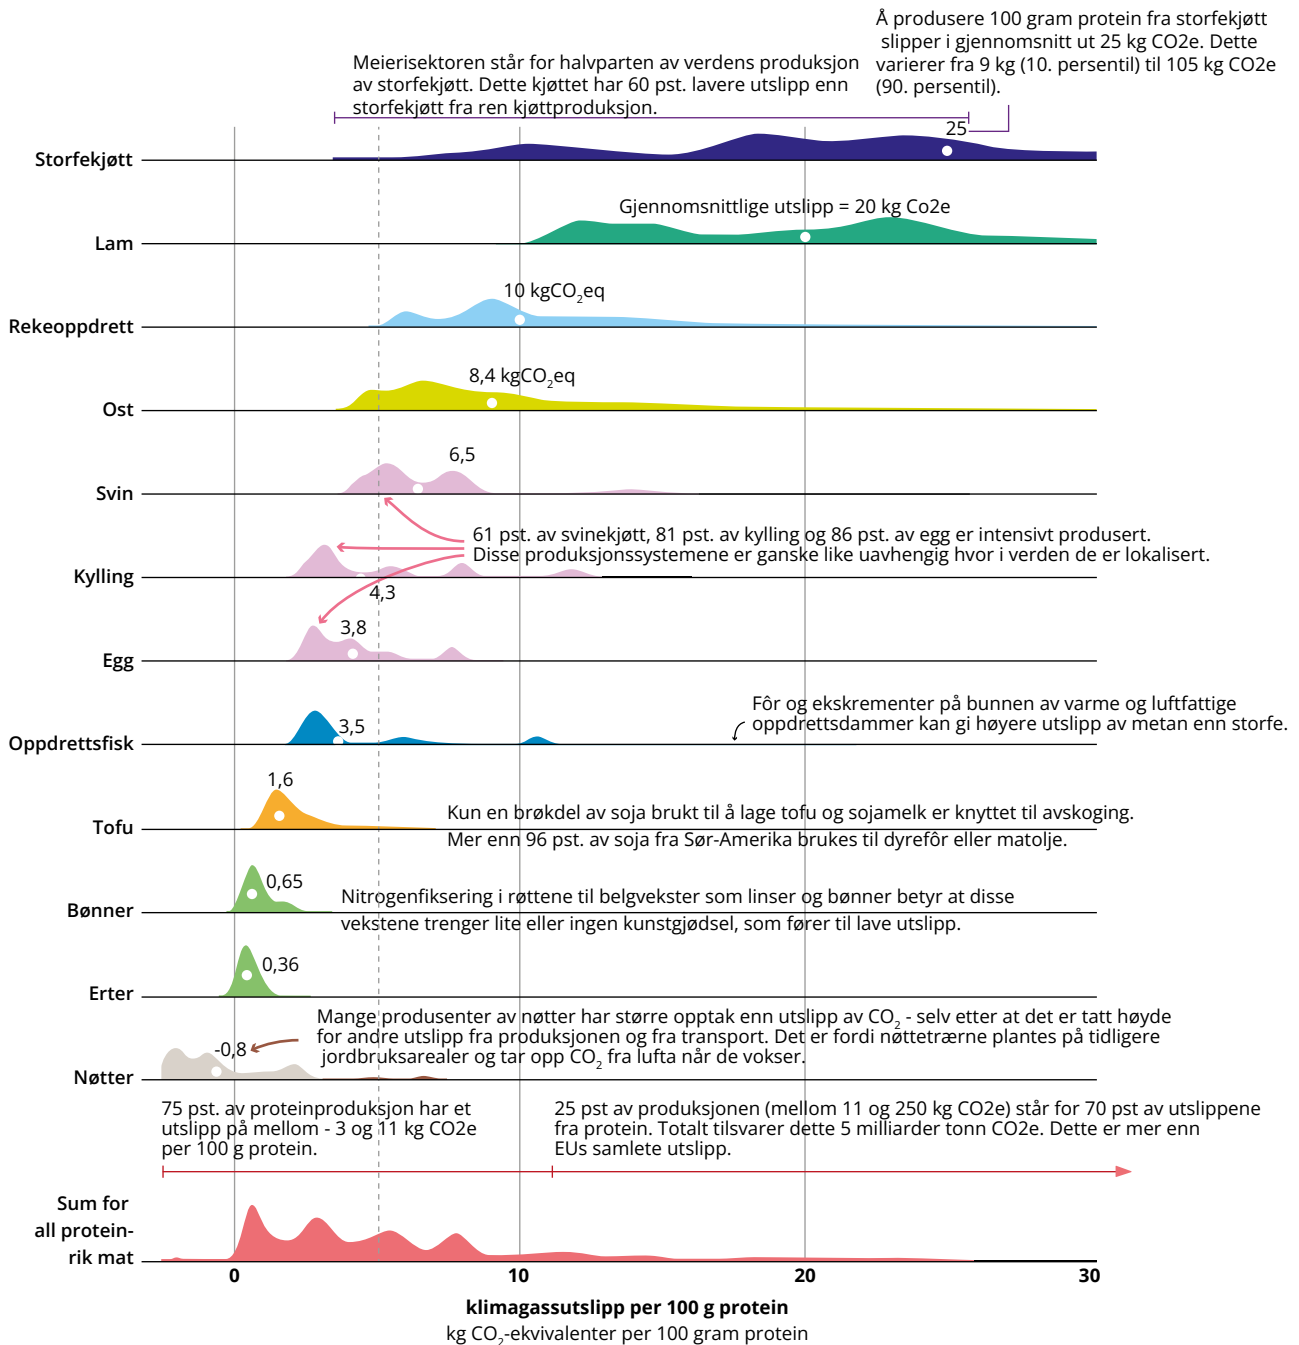 Å produsere 100 gram protein fra storfekjøtt
slipper i gjennomsnitt ut 25 kg CO2e. Dette
varierer fra 9 kg (10. persentil) til 105 kg CO2e
(90. persentil).
Meierisektoren står for halvparten av verdens produksjon
av storfekjøtt. Dette kjøttet har 60 pst. lavere utslipp enn
storfekjøtt fra ren kjøttproduksjon.
25
Storfekjøtt
Gjennomsnittlige utslipp = 20 kg Co2e
Lam
10 kgCO₂eq
Rekeoppdrett
8,4 kgCO₂eq
Ost
6,5
Svin
61 pst. av svinekjøtt, 81 pst. av kylling og 86 pst. av egg er intensivt produsert.
Disse produksjonssystemene er ganske like uavhengig hvor i verden de er lokalisert.
Kylling
4,3
3,8
Egg
Fôr og ekskrementer på bunnen av varme og luftfattige
oppdrettsdammer kan gi høyere utslipp av metan enn storfe.
3,5
Oppdrettsfisk
1,6
Kun en brøkdel av soja brukt til å lage tofu og sojamelk er knyttet til avskoging.
Tofu
Mer enn 96 pst. av soja fra Sør-Amerika brukes til dyrefôr eller matolje.
0,65
Nitrogenfiksering i røttene til belgvekster som linser og bønner betyr at disse
Bønner
vekstene trenger lite eller ingen kunstgjødsel, som fører til lave utslipp.
0,36
Erter
Mange produsenter av nøtter har større opptak enn utslipp av CO₂ - selv etter at det er tatt høyde
for andre utslipp fra produksjonen og fra transport. Det er fordi nøttetrærne plantes på tidligere
jordbruksarealer og tar opp CO₂ fra lufta når de vokser.
-0,8
Nøtter
75 pst. av proteinproduksjon har et
utslipp på mellom - 3 og 11 kg CO2e
per 100 g protein.
25 pst av produksjonen (mellom 11 og 250 kg CO2e) står for 70 pst av utslippene
fra protein. Totalt tilsvarer dette 5 milliarder tonn CO2e. Dette er mer enn
EUs samlete utslipp.
Sum for
all protein-
rik mat
0 10 20 30
klimagassutslipp per 100 g protein
kg CO₂-ekvivalenter per 100 gram protein